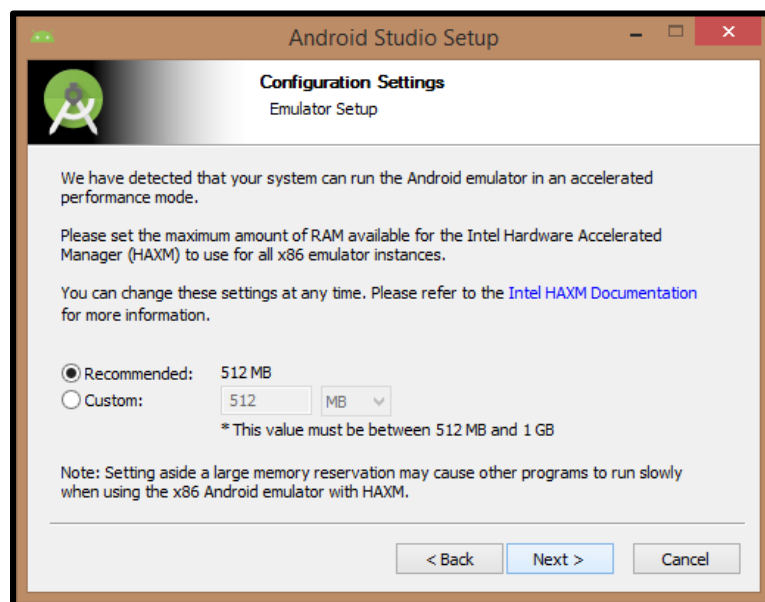 Android Studio Setup
Configuration Settings
Emulator Setup
We have detected that your system can run the Android emulator in an accelerated
performance mode.
Please set the maximum amount of RAM available for the Intel Hardware Accelerated
Manager (HAXM) to use for all x86 emulator instances.
You can change these settings at any time. Please refer to the Intel HAXM Documentation
for more information.
Recommended: 512 MB
Custom: 512 MB
* This value must be between 512 MB and 1 GB
Note: Setting aside a large memory reservation may cause other programs to run slowly
when using the x86 Android emulator with HAXM.
< Back Next > Cancel